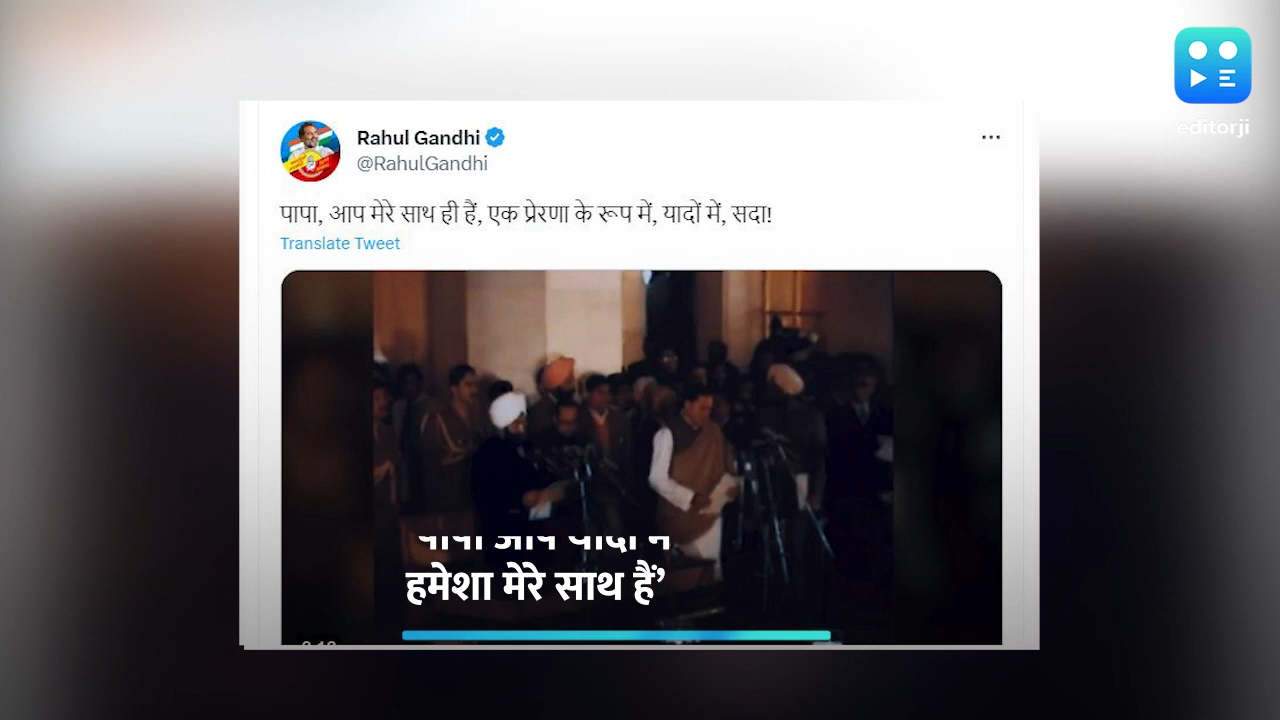 editorji
Rahul Gandhi
@RahulGandhi
पापा, आप मेरे साथ ही हैं, एक प्रेरणा के रूप में, यादों में, सदा!
Translate Tweet
हमेशा मेरे साथ हैं’